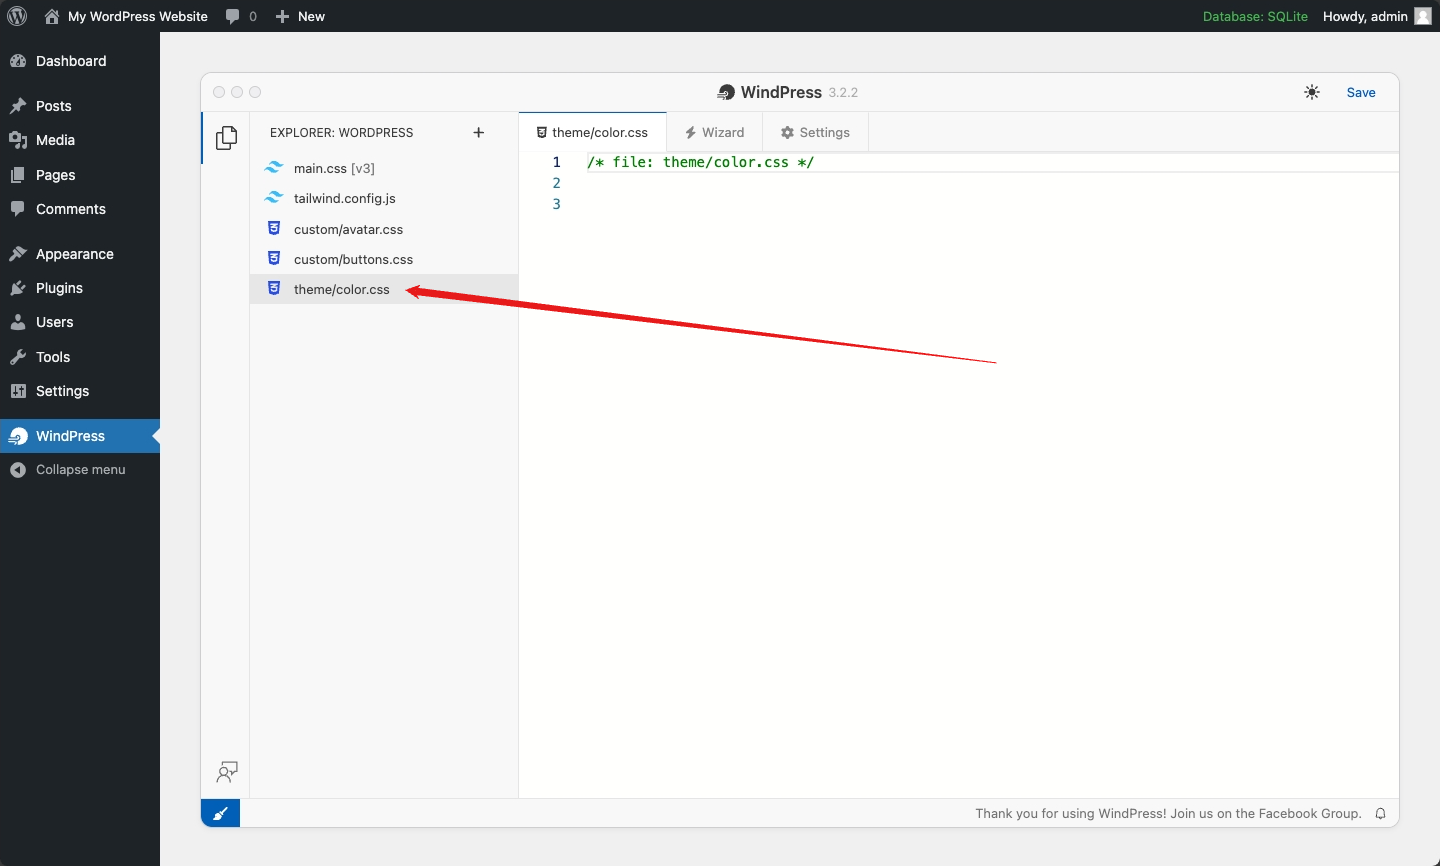 My WordPress Website 0 New Database: SQLite Howdy, admin
Dashboard
Posts
Media
Pages
Comments
Appearance
Plugins
Users
Tools
Settings
WindPress
Collapse menu
WindPress 3.2.2 Save
EXPLORER: WORDPRESS +
main.css [v3]
tailwind.config.js
custom/avatar.css
custom/buttons.css
theme/color.css
theme/color.css Wizard Settings
1 /* file: theme/color.css */
2
3
Thank you for using WindPress! Join us on the Facebook Group.